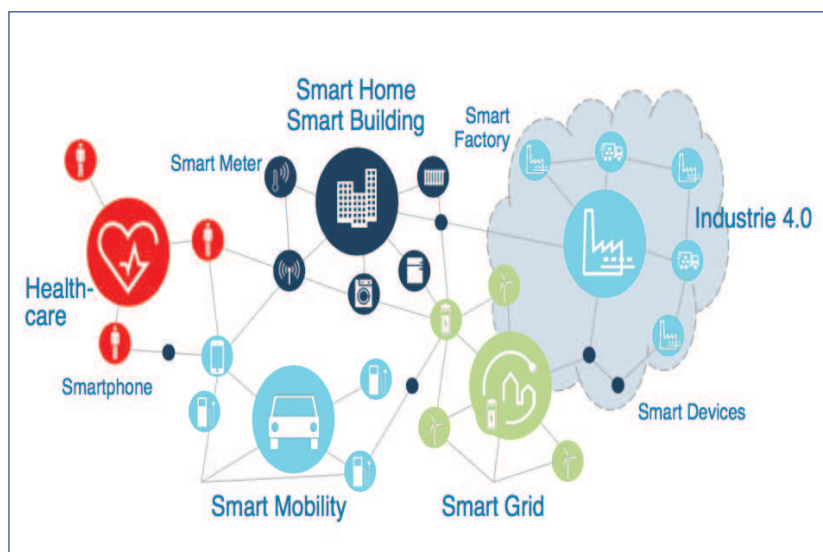 Smart Home
Smart Building
Smart
Factory
Smart Meter
Industrie 4.0
Health-
care
Smartphone
Smart Devices
Smart Mobility
Smart Grid